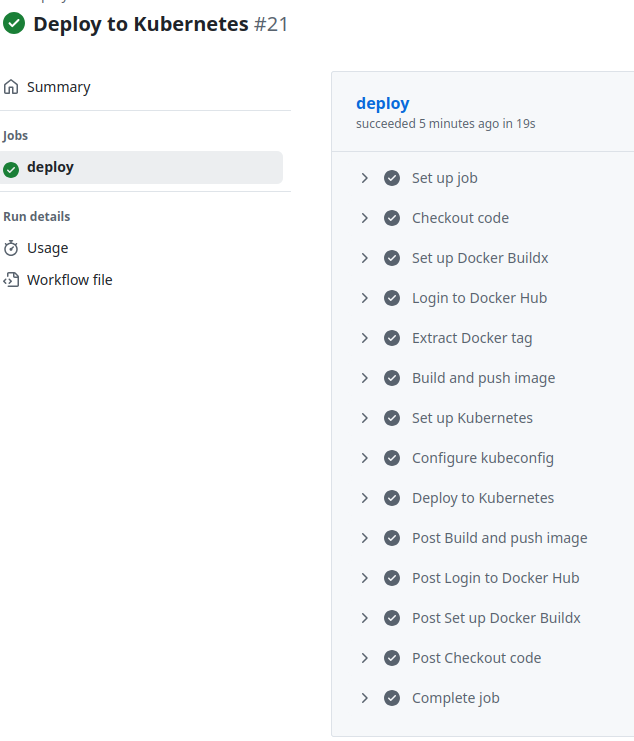 Deploy to Kubernetes #21
Summary
Jobs
deploy
Run details
Usage
Workflow file
deploy
succeeded 5 minutes ago in 19s
Set up job
Checkout code
Set up Docker Buildx
Login to Docker Hub
Extract Docker tag
Build and push image
Set up Kubernetes
Configure kubeconfig
Deploy to Kubernetes
Post Build and push image
Post Login to Docker Hub
Post Set up Docker Buildx
Post Checkout code
Complete job